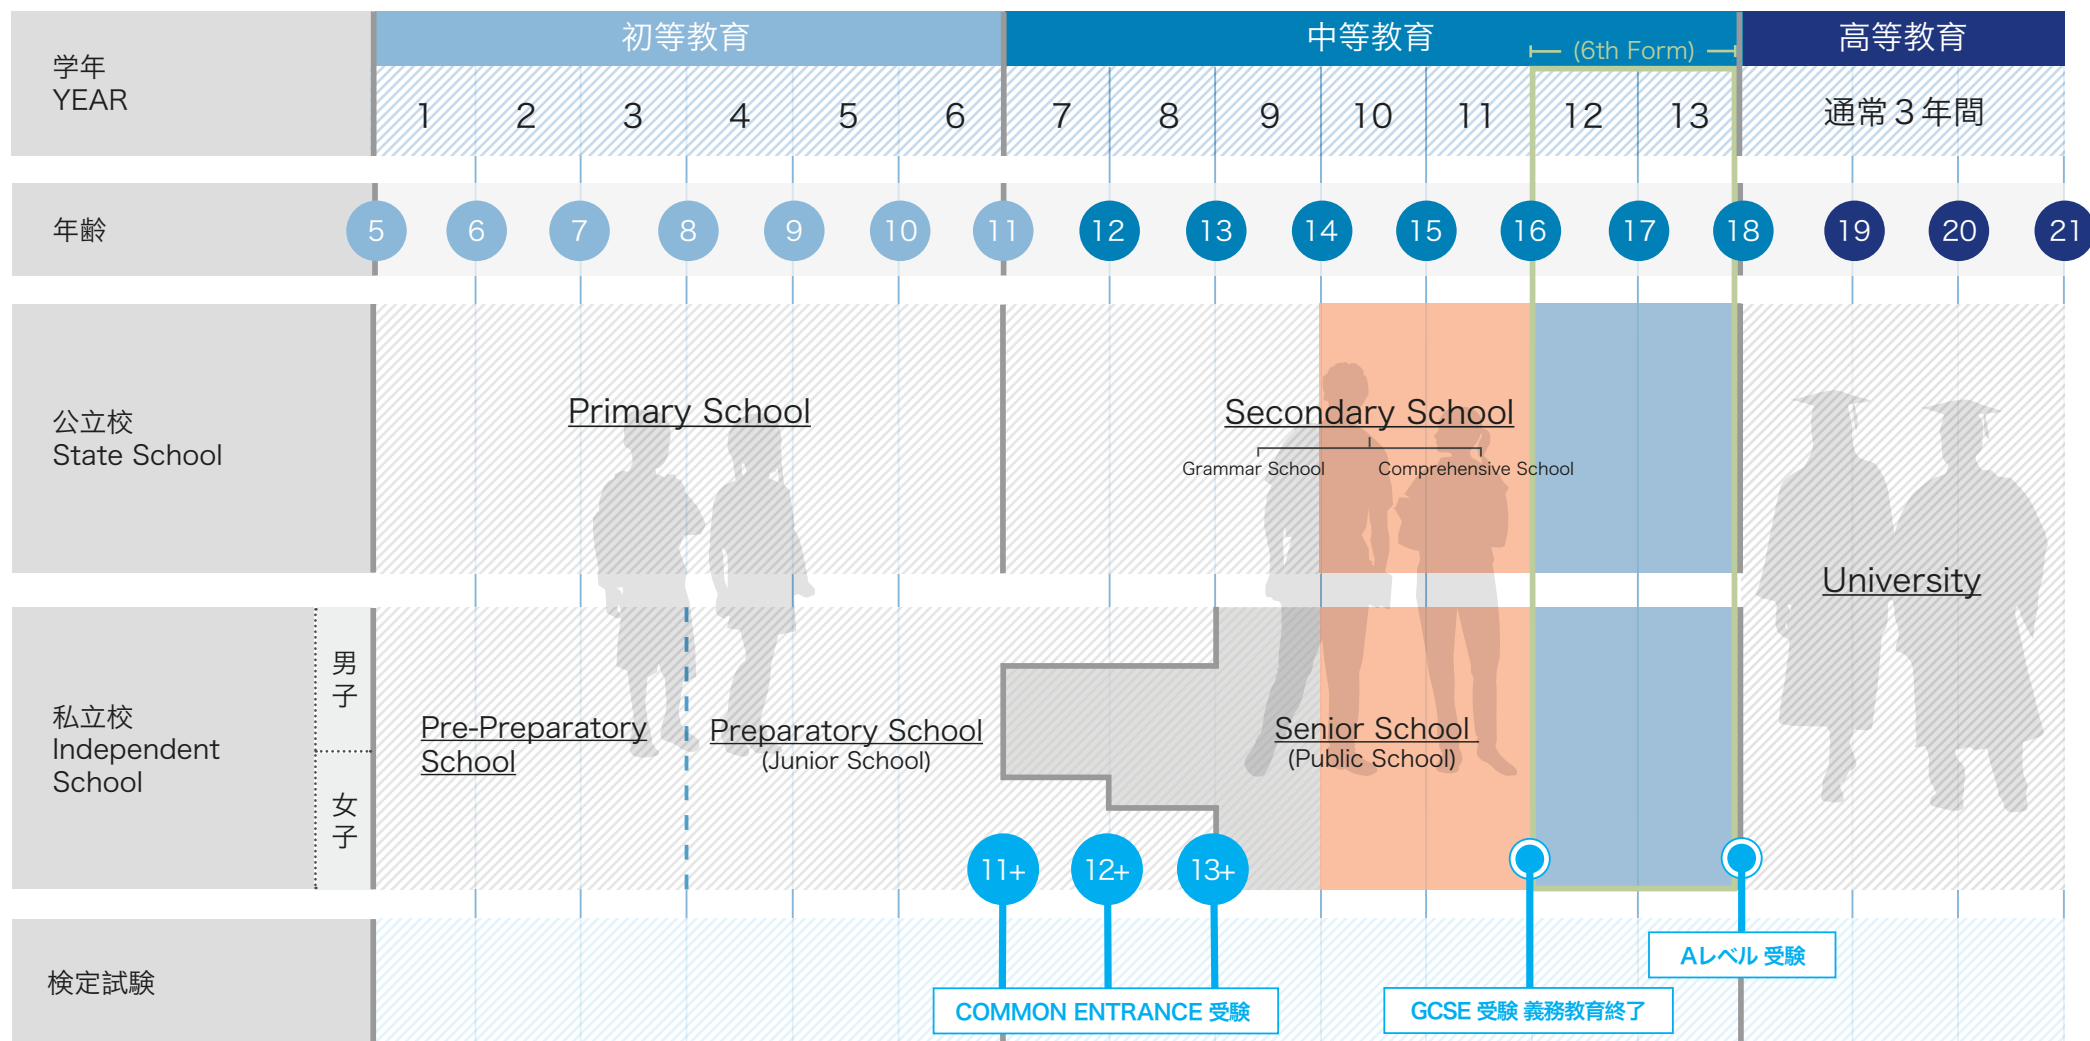 初等教育
中等教育
(6th Form)
高等教育
学年
YEAR
1 2 3 4 5 6 7 8 9 10 11 12 13 通常3年間
年齢
5 6 7 8 9 10 11 12 13 14 15 16 17 18 19 20 21
公立校
State School
Primary School
Secondary School
Grammar School
Comprehensive School
University
私立校
Independent
School
男子
女子
Pre-Preparatory
School
Preparatory School
(Junior School)
Senior School
(Public School)
11+ 12+ 13+
検定試験
COMMON ENTRANCE 受験
GCSE 受験 義務教育終了
Aレベル 受験